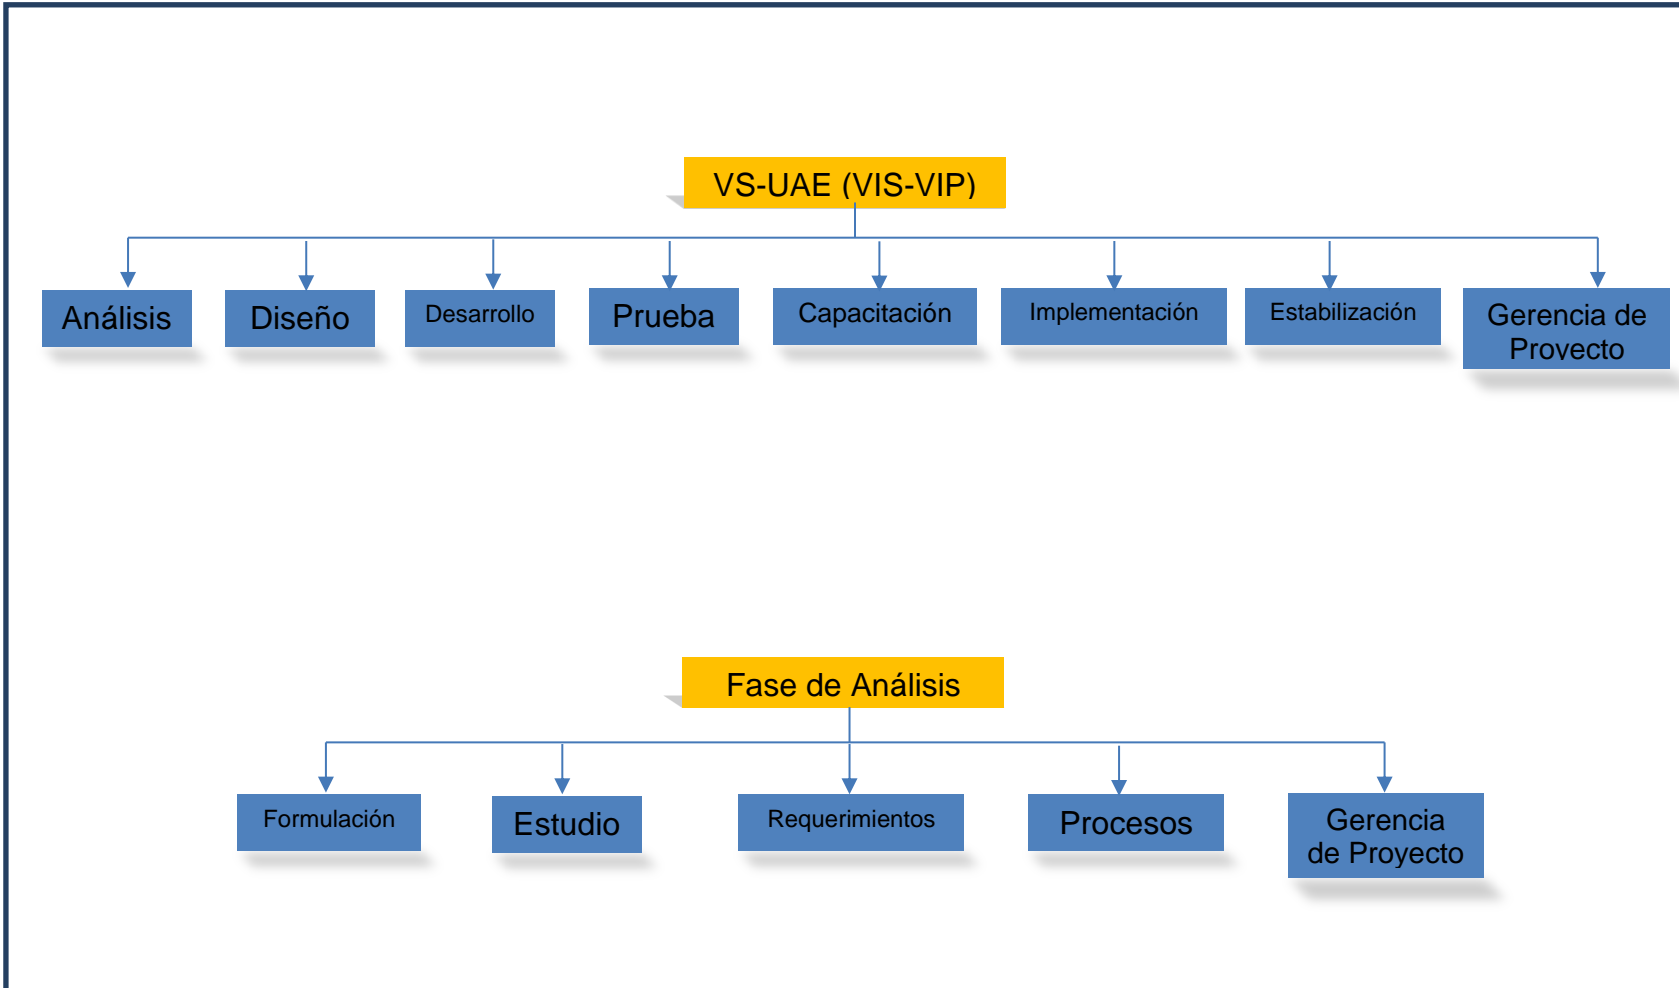 VS-UAE (VIS-VIP)
Análisis
Diseño
Desarrollo
Prueba
Capacitación
Implementación
Estabilización
Gerencia de
Proyecto
Fase de Análisis
Formulación
Estudio
Requerimientos
Procesos
Gerencia
de Proyecto